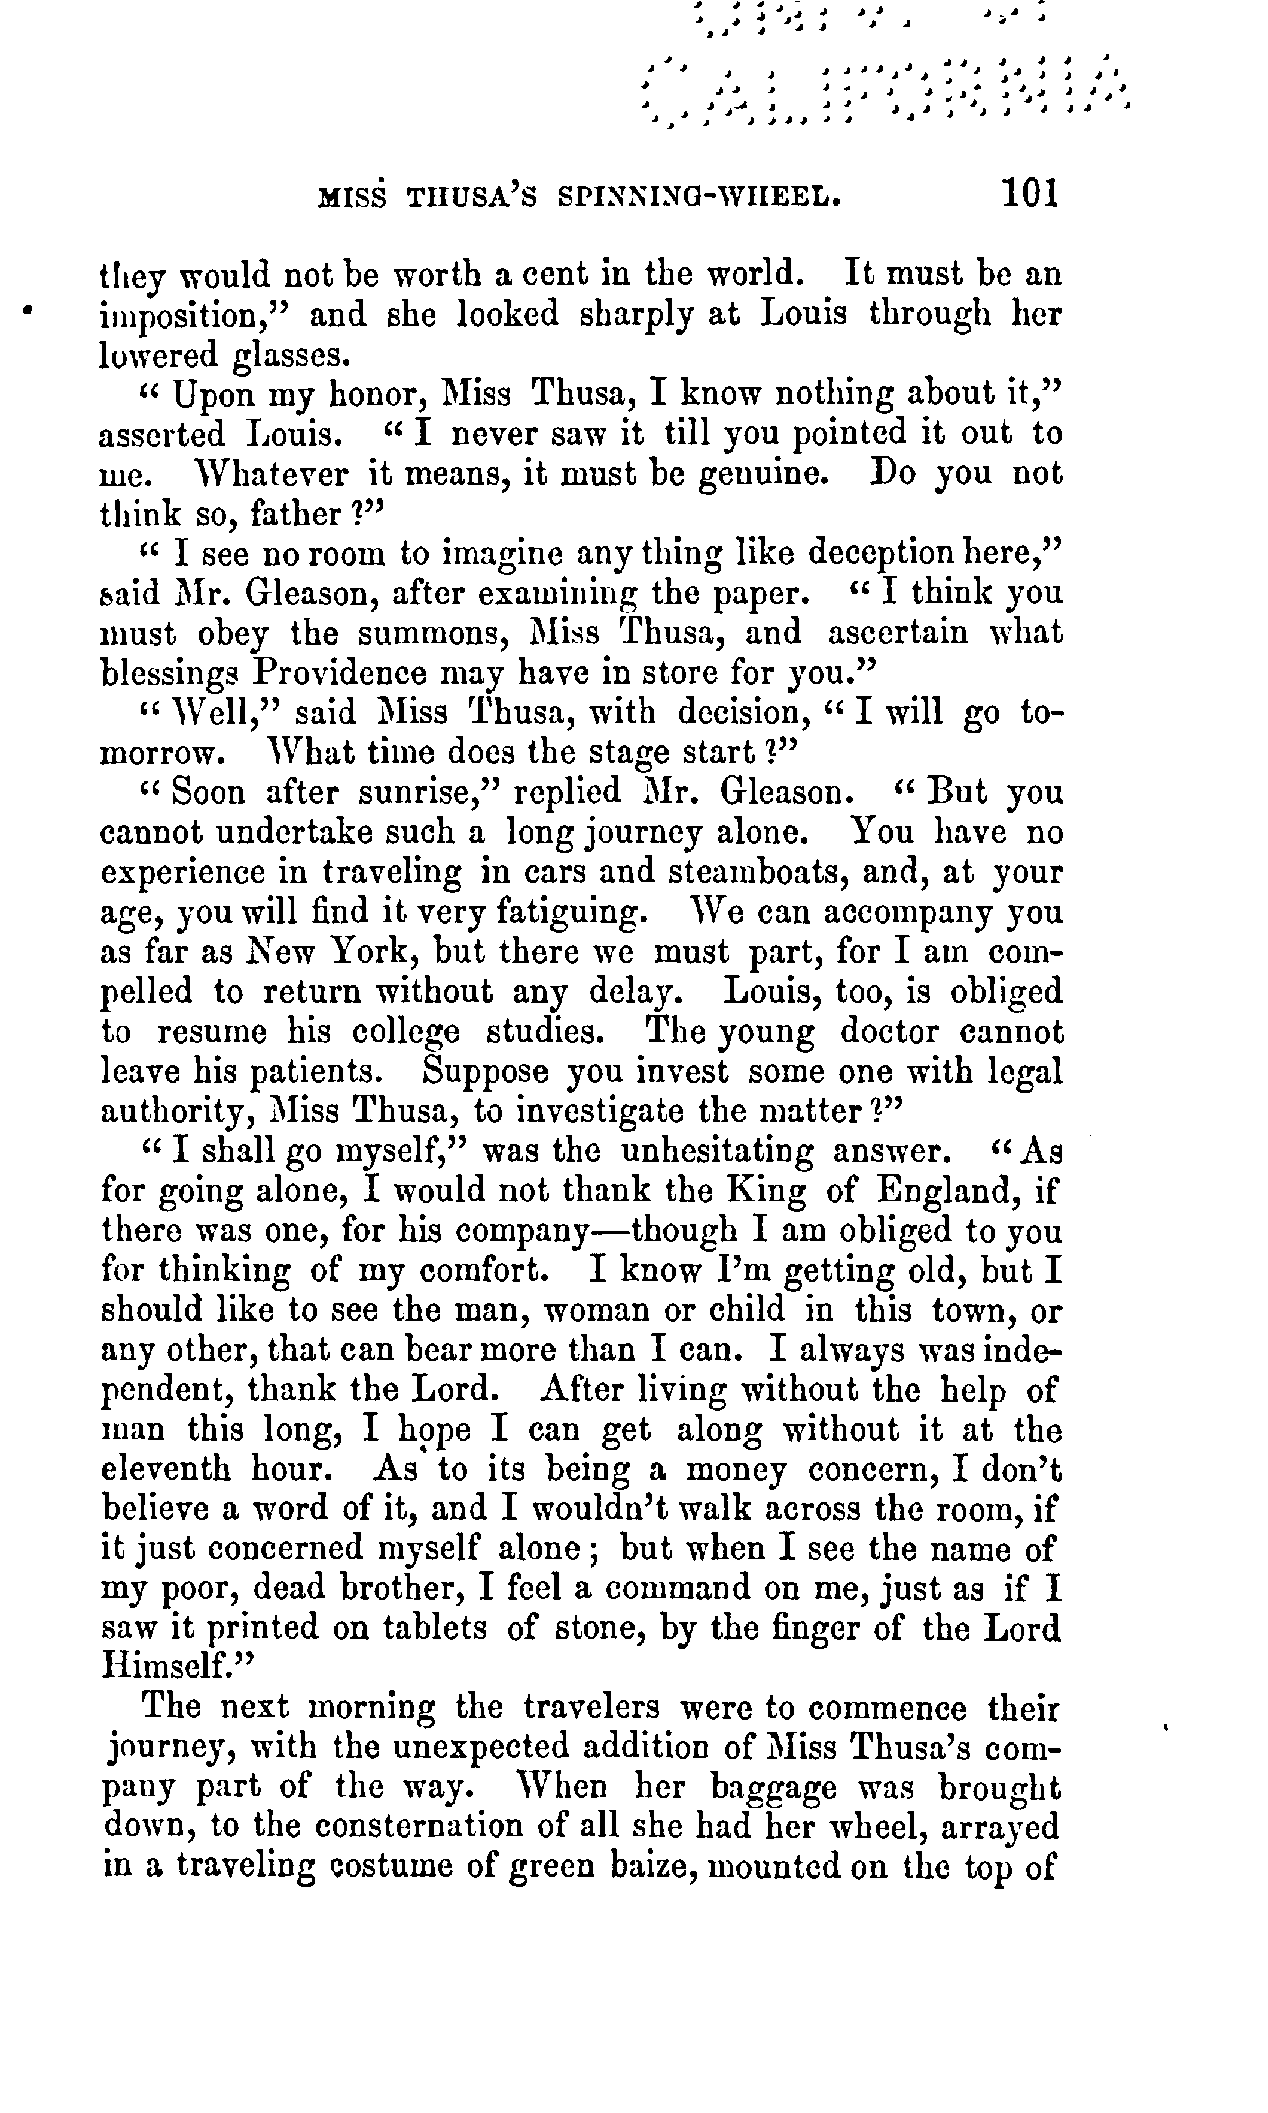 CALIFORNIA
MISS THUSA'S SPINNING-WHEEL. 101
they would not be worth a cent in the world. It must be an
imposition," and she looked sharply at Louis through her
lowered glasses.
"Upon my honor, Miss Thusa, I know nothing about it,"
asserted Louis. "I never saw it till you pointed it out to
me. Whatever it means, it must be genuine. Do you not
think so, father?"
"I see no room to imagine any thing like deception here,"
said Mr. Gleason, after examining the paper. "I think you
must obey the summons, Miss Thusa, and ascertain what
blessings Providence may have in store for you."
"Well," said Miss Thusa, with decision, "I will go to-
morrow. What time does the stage start?"
"Soon after sunrise," replied Mr. Gleason. "But you
cannot undertake such a long journey alone. You have no
experience in traveling in cars and steamboats, and, at your
age, you will find it very fatiguing. We can accompany you
as far as New York, but there we must part, for I am com-
pelled to return without any delay. Louis, too, is obliged
to resume his college studies. The young doctor cannot
leave his patients. Suppose you invest some one with legal
authority, Miss Thusa, to investigate the matter?"
"I shall go myself," was the unhesitating answer. "As
for going alone, I would not thank the King of England, if
there was one, for his company—though I am obliged to you
for thinking of my comfort. I know I'm getting old, but I
should like to see the man, woman or child in this town, or
any other, that can bear more than I can. I always was inde-
pendent, thank the Lord. After living without the help of
man this long, I hope I can get along without it at the
eleventh hour. As to its being a money concern, I don't
believe a word of it, and I wouldn't walk across the room, if
it just concerned myself alone; but when I see the name of
my poor, dead brother, I feel a command on me, just as if I
saw it printed on tablets of stone, by the finger of the Lord
Himself."
The next morning the travelers were to commence their
journey, with the unexpected addition of Miss Thusa's com-
pany part of the way. When her baggage was brought
down, to the consternation of all she had her wheel, arrayed
in a traveling costume of green baize, mounted on the top of